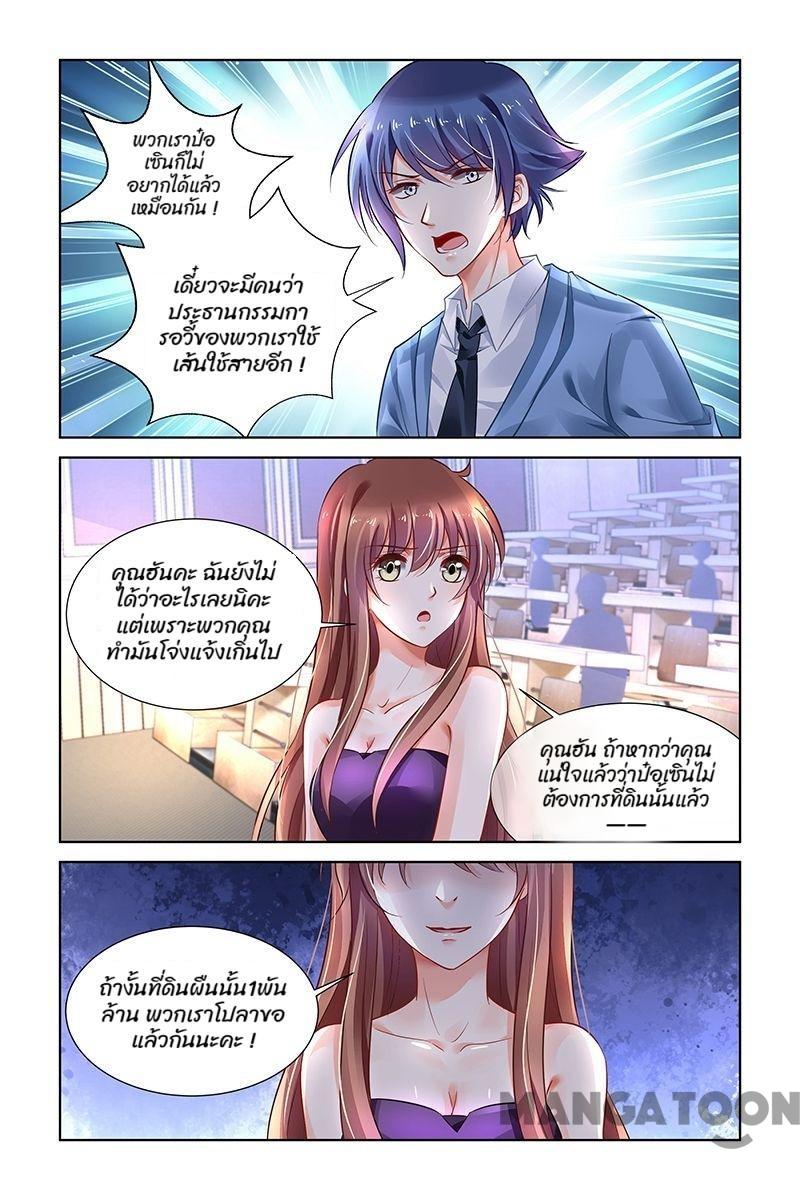 พวกเราป๋อ
เซินก็ไม่
อยากได้แล้ว
เหมือนกัน !
เดี๋ยวจะมีคนว่า
ประธานกรรมกา
รอวี้ของพวกเราใช้
เส้นใช้สายอีก !
คุณฮันคะ ฉันยังไม่
ได้ว่าอะไรเลยนิคะ
แต่เพราะพวกคุณ
ทำมันโจ่งแจ้งเกินไป
คุณฮัน ถ้าหากว่าคุณ
แน่ใจแล้วว่าป๋อเซินไม่
ต้องการที่ดินนั้นแล้ว
——
ถ้างั้นที่ดินผืนนั้น1พัน
ล้าน พวกเราโปลาขอ
แล้วกันนะคะ !
MANGATOON